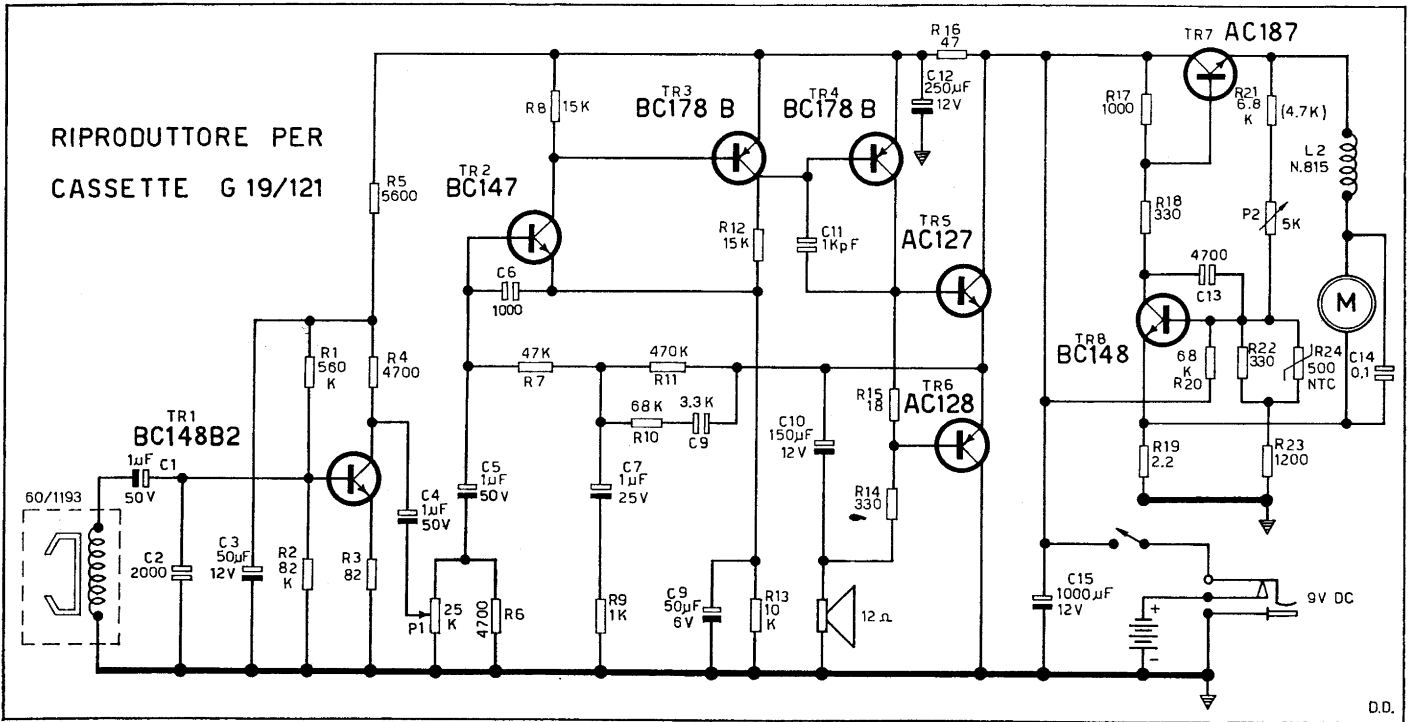 RIPRODUTTORE PER
CASSETTE G 19/121
60/1193
1µF
50V
C1
C2
2000
C3
50µF
12V
TR1
BC148B2
R1
560
K
R2
82
K
R3
82
R4
4700
R5
5600
C4
1µF
50V
P1
25
K
R6
4700
C5
1µF
50V
TR2
BC147
C6
1000
R8
15K
47K
R7
470K
R11
68K
R10
3.3K
C9
C7
1µF
25V
R9
1K
TR3
BC178 B
R12
15K
C9
50µF
6V
R13
10
K
TR4
BC178 B
C11
1KpF
C10
150µF
12V
12Ω
R14
330
R15
18
TR5
AC127
TR6
AC128
C12
250µF
12V
R16
47
TR7
AC187
R17
1000
R18
330
R21
6.8
K
(4.7K)
P2
5K
4700
C13
TR8
BC148
68
K
R20
R22
330
R24
500
NTC
R19
2.2
R23
1200
L2
N.815
M
C14
0,1
C15
1000µF
12V
+
-
9V DC
D.D.